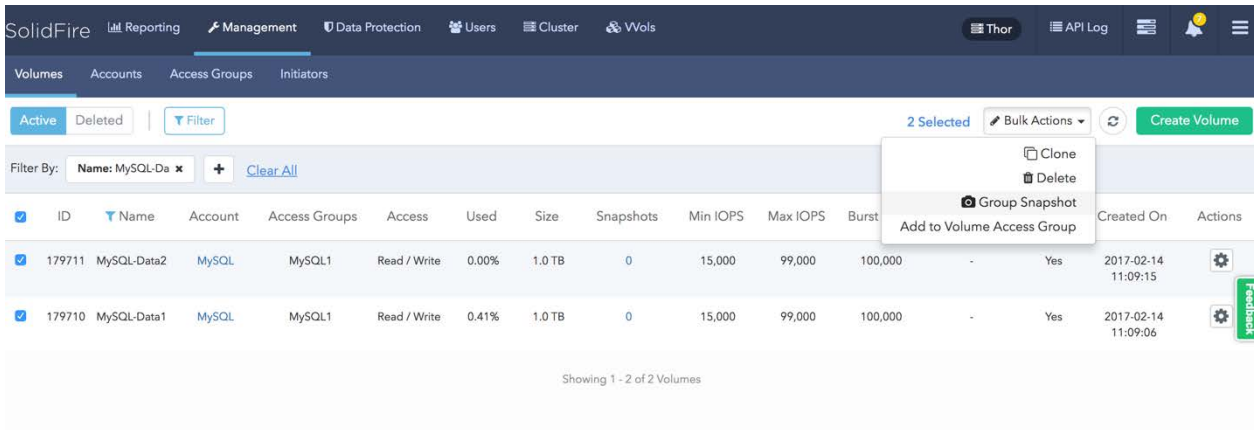 SolidFire Reporting Management Data Protection Users Cluster VVols Thor API Log 7
Volumes Accounts Access Groups Initiators
Active Deleted Filter 2 Selected Bulk Actions Create Volume
Clone
Delete
Group Snapshot
Add to Volume Access Group
Filter By: Name: MySQL-Da × + Clear All
ID Name Account Access Groups Access Used Size Snapshots Min IOPS Max IOPS Burst Created On Actions
179711 MySQL-Data2 MySQL MySQL1 Read / Write 0.00% 1.0 TB 0 15,000 99,000 100,000 - Yes 2017-02-14
11:09:15
179710 MySQL-Data1 MySQL MySQL1 Read / Write 0.41% 1.0 TB 0 15,000 99,000 100,000 - Yes 2017-02-14
11:09:06
Feedback
Showing 1 - 2 of 2 Volumes